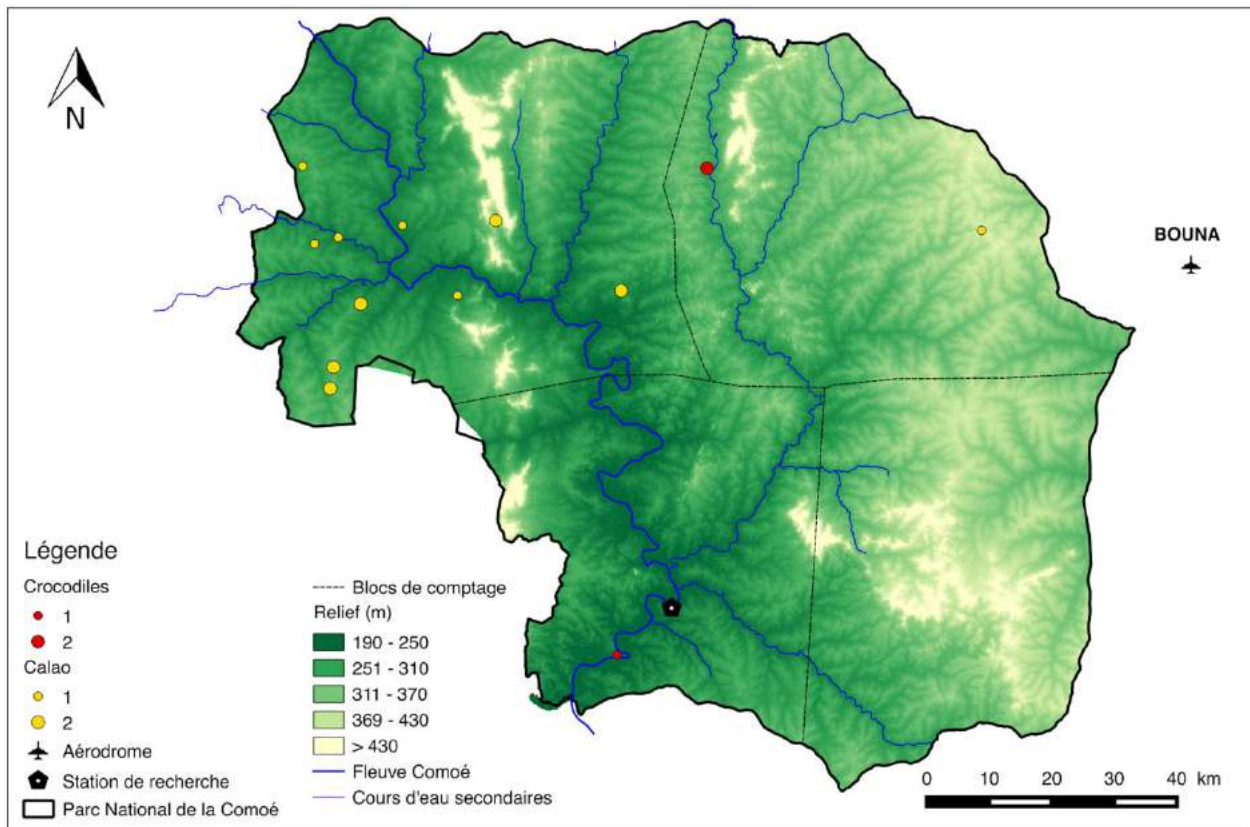 N
BOUNA
Légende
Crocodiles
1
2
Calao
1
2
Aérodrome
Station de recherche
Parc National de la Comoé
Blocs de comptage
Relief (m)
190 - 250
251 - 310
311 - 370
369 - 430
> 430
Fleuve Comoé
Cours d'eau secondaires
0 10 20 30 40 km